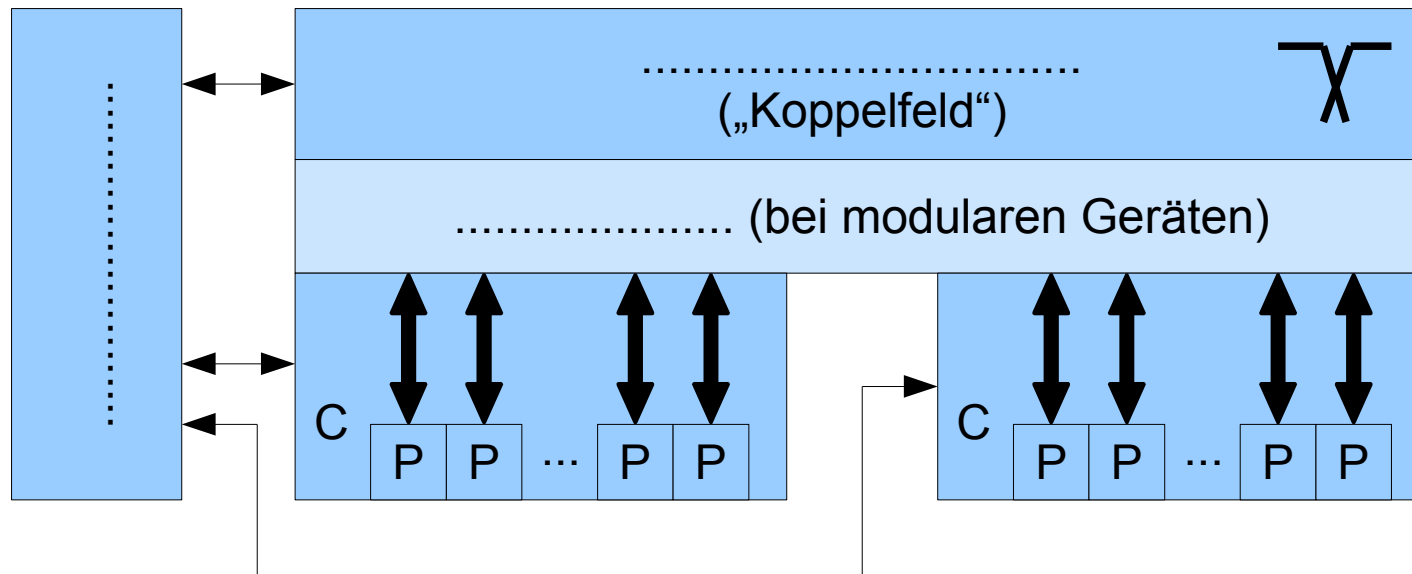 .................................
(„Koppelfeld“)
..................... (bei modularen Geräten)
..........................
C
P P ... P P
C
P P ... P P